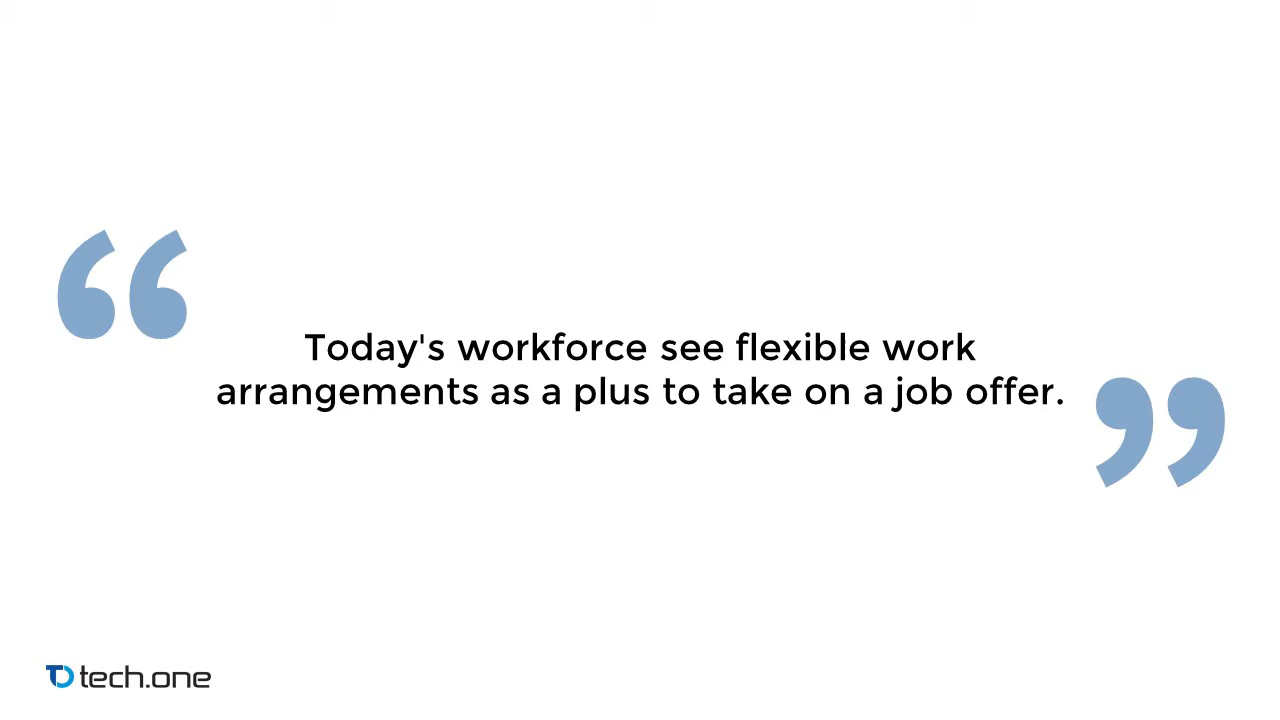 “
Today's workforce see flexible work
arrangements as a plus to take on a job offer.
”
tech.one